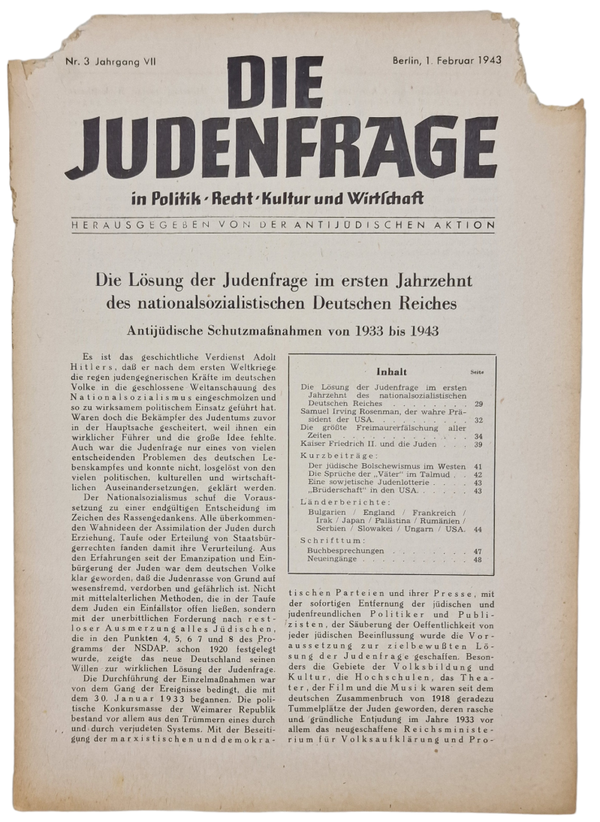 Nr. 3 Jahrgang VII
Berlin, 1. Februar 1943
DIE
JUDENFRAGE
in Politik · Recht · Kultur und Wirtschaft
HERAUSGEGEBEN VON DER ANTIJÜDISCHEN AKTION
Die Lösung der Judenfrage im ersten Jahrzehnt
des nationalsozialistischen Deutschen Reiches
Antijüdische Schutzmaßnahmen von 1933 bis 1943
Es ist das geschichtliche Verdienst Adolf
Hitlers, daß er nach dem ersten Weltkriege
die regen judengegnerischen Kräfte im deutschen
Volke in die geschlossene Weltanschauung des
Nationalsozialismus eingeschmolzen und
so zu wirksamem politischem Einsatz geführt hat.
Waren doch die Bekämpfer des Judentums zuvor
in der Hauptsache gescheitert, weil ihnen ein
wirklicher Führer und die große Idee fehlte.
Auch war die Judenfrage nur eines von vielen
entscheidenden Problemen des deutschen Le-
benskampfes und konnte nicht, losgelöst von den
vielen politischen, kulturellen und wirtschaft-
lichen Auseinandersetzungen, geklärt werden.
Der Nationalsozialismus schuf die Voraus-
setzung zu einer endgültigen Entscheidung im
Zeichen des Rassengedankens. Alle überkommen-
den Wahnideen der Assimilation der Juden durch
Erziehung, Taufe oder Erteilung von Staatsbür-
gerrechten fanden damit ihre Verurteilung. Aus
den Erfahrungen seit der Emanzipation und Ein-
bürgerung der Juden war dem deutschen Volke
klar geworden, daß die Judenrasse von Grund auf
wesensfremd, verdorben und gefährlich ist. Nicht
mit mittelalterlichen Methoden, die in der Taufe
dem Juden ein Einfallstor offen ließen, sondern
mit der unerbittlichen Forderung nach rest-
loser Ausmerzung alles Jüdischen,
die in den Punkten 4, 5, 6 7 und 8 des Pro-
gramms der NSDAP. schon 1920 festgelegt
wurde, zeigte das neue Deutschland seinen
Willen zur wirklichen Lösung der Judenfrage.
Die Durchführung der Einzelmaßnahmen war
von dem Gang der Ereignisse bedingt, die mit
dem 30. Januar 1933 begannen. Die poli-
tische Konkursmasse der Weimarer Republik
bestand vor allem aus den Trümmern eines durch
und durch verjudeten Systems. Mit der Beseiti-
gung der marxistischen und demokra-
Inhalt Seite
Die Lösung der Judenfrage im ersten
Jahrzehnt des nationalsozialistischen
Deutschen Reiches . . . . . . . . 29
Samuel Irving Rosenman, der wahre Prä-
sident der USA. . . . . . . . . . 32
Die größte Freimaurerfälschung aller
Zeiten . . . . . . . . . . . . . 34
Kaiser Friedrich II. und die Juden . . . 39
Kurzbeiträge:
Der jüdische Bolschewismus im Westen 41
Die Sprüche der „Väter" im Talmud . . 42
Eine sowjetische Judenlotterie . . . . 43
„Brüderschaft" in den USA. . . . . . 43
Länderberichte:
Bulgarien / England / Frankreich /
Irak / Japan / Palästina / Rumänien /
Serbien / Slowakei / Ungarn / USA. 44
Schrifttum:
Buchbesprechungen . . . . . . . . 47
Neueingänge . . . . . . . . . . . 48
tischen Parteien und ihrer Presse, mit
der sofortigen Entfernung der jüdischen und
judenfreundlichen Politiker und Publi-
zisten, der Säuberung der Oeffentlichkeit von
jeder jüdischen Beeinflussung wurde die Vor-
aussetzung zur zielbewußten Lö-
sung der Judenfrage geschaffen. Beson-
ders die Gebiete der Volksbildung und
Kultur, die Hochschulen, das Thea-
ter, der Film und die Musik waren seit dem
deutschen Zusammenbruch von 1918 geradezu
Tummelplätze der Juden geworden, deren rasche
und gründliche Entjudung im Jahre 1933 vor
allem das neugeschaffene Reichsministe-
rium für Volksaufklärung und Pro-